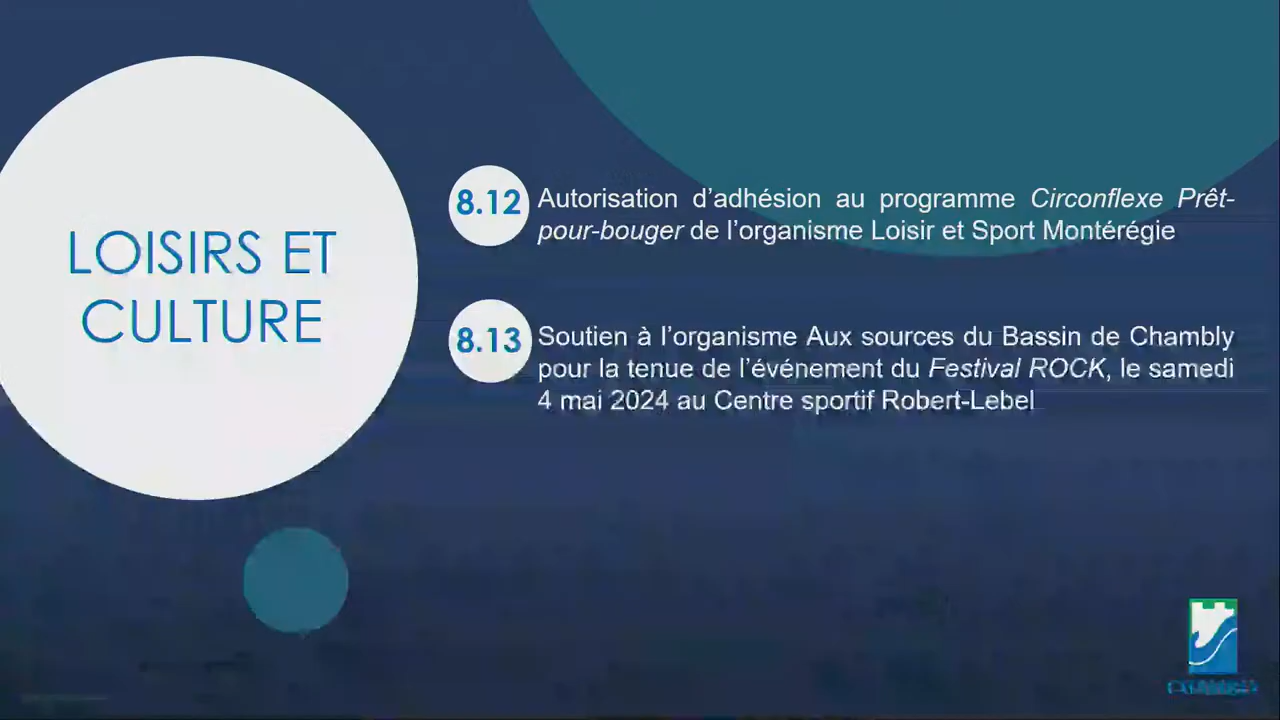 LOISIRS ET
CULTURE
8.12
Autorisation d’adhésion au programme Circonflexe Prêt-
pour-bouger de l’organisme Loisir et Sport Montérégie
8.13
Soutien à l’organisme Aux sources du Bassin de Chambly
pour la tenue de l’événement du Festival ROCK, le samedi
4 mai 2024 au Centre sportif Robert-Lebel